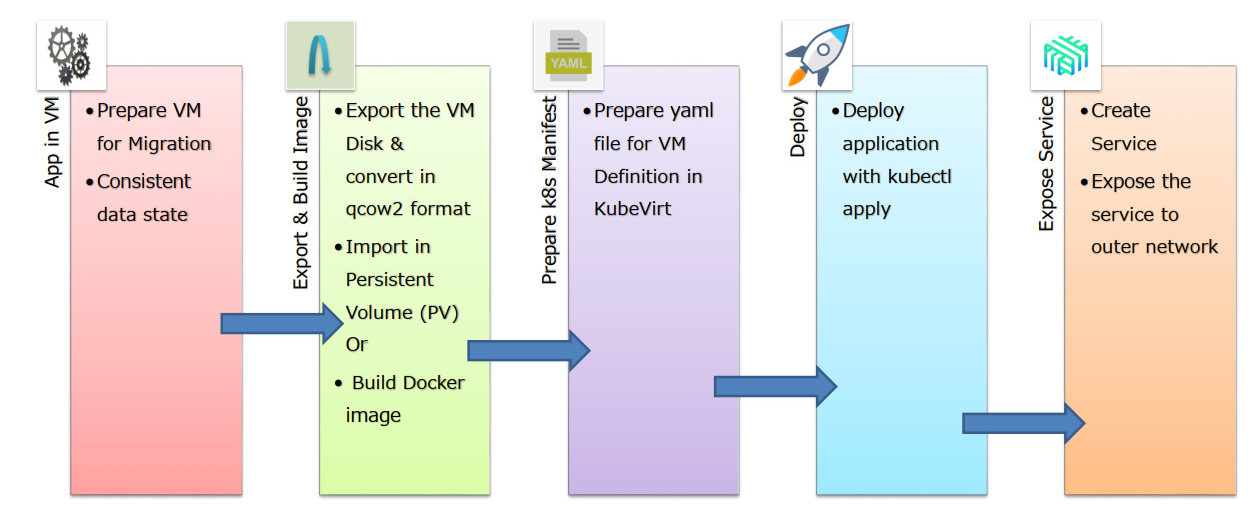 App in VM
• Prepare VM
for Migration
• Consistent
data state
Export & Build Image
• Export the VM
Disk &
convert in
qcow2 format
• Import in
Persistent
Volume (PV)
Or
• Build Docker
image
YAML
Prepare k8s Manifest
• Prepare yaml
file for VM
Definition in
KubeVirt
Deploy
• Deploy
application
with kubectl
apply
Expose Service
• Create
Service
• Expose the
service to
outer network